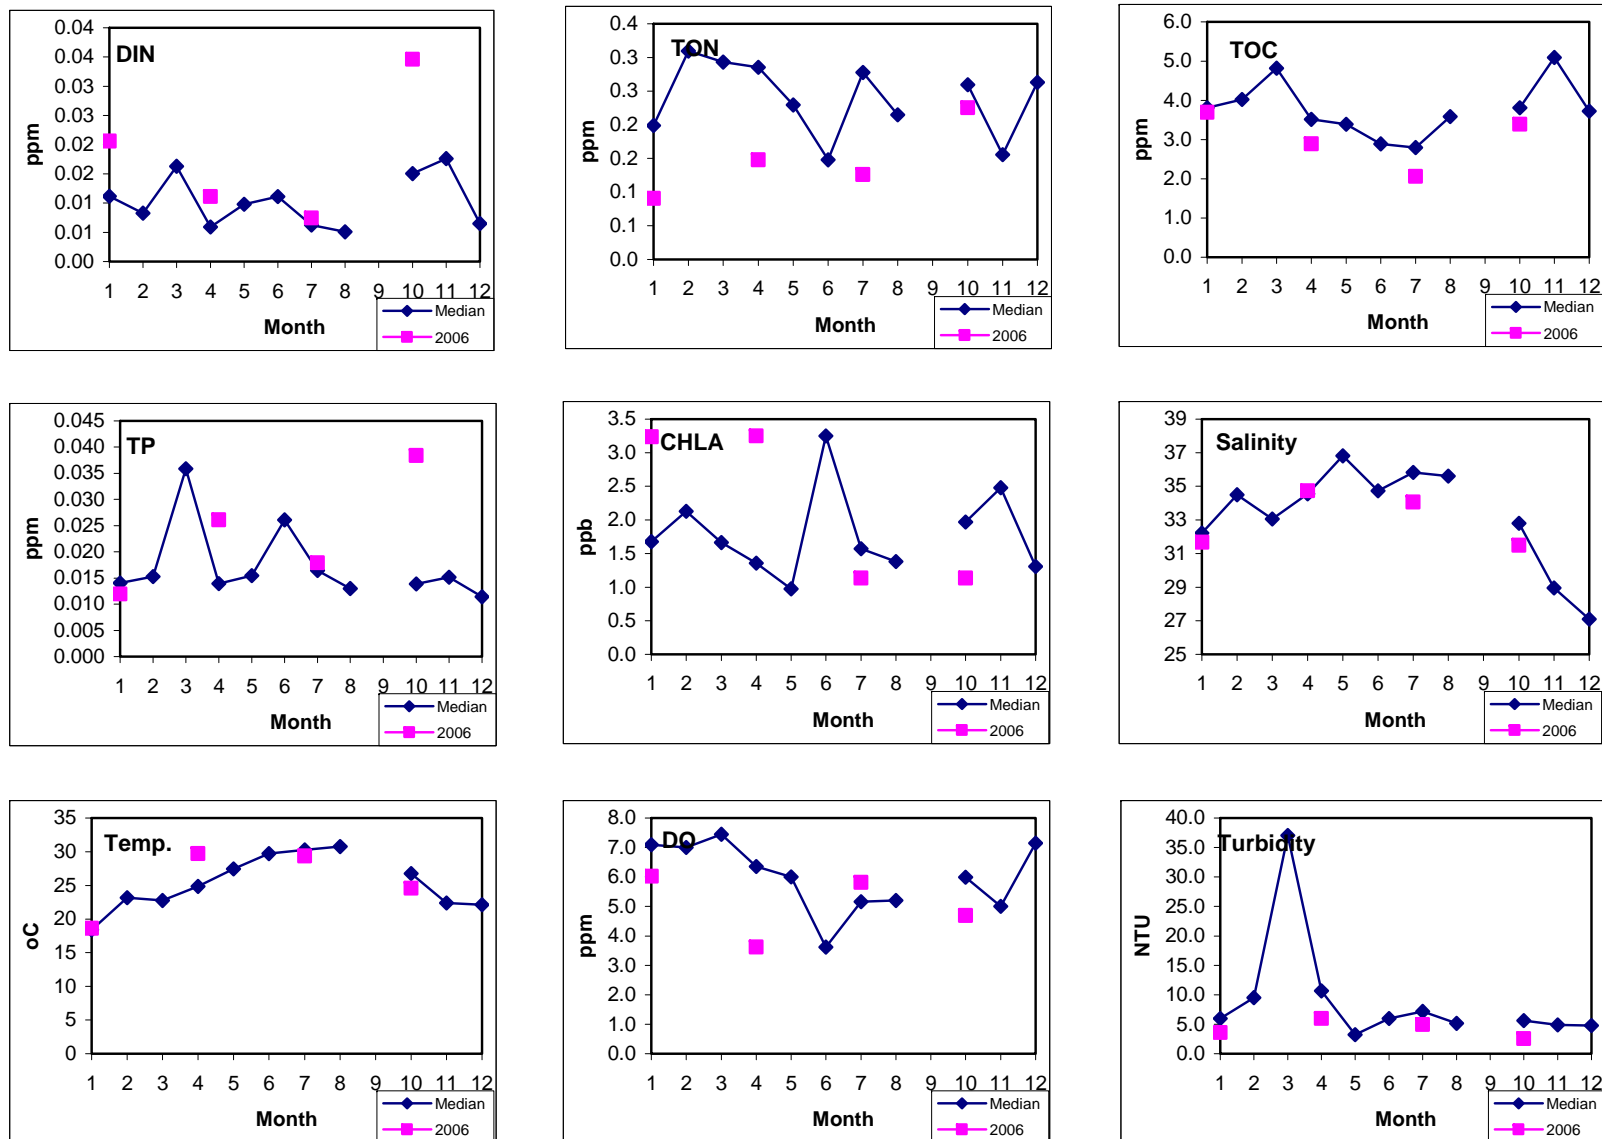 DIN
0.04
0.04
0.03
0.03
0.02
0.02
0.01
0.01
0.00
ppm
1 2 3 4 5 6 7 8 9 10 11 12
Month
Median
2006
TON
0.4
0.3
0.3
0.2
0.2
0.1
0.1
0.0
ppm
1 2 3 4 5 6 7 8 9 10 11 12
Month
Median
2006
TOC
6.0
5.0
4.0
3.0
2.0
1.0
0.0
ppm
1 2 3 4 5 6 7 8 9 10 11 12
Month
Median
2006
TP
0.045
0.040
0.035
0.030
0.025
0.020
0.015
0.010
0.005
0.000
ppm
1 2 3 4 5 6 7 8 9 10 11 12
Month
Median
2006
CHLA
3.5
3.0
2.5
2.0
1.5
1.0
0.5
0.0
ppb
1 2 3 4 5 6 7 8 9 10 11 12
Month
Median
2006
Salinity
39
37
35
33
31
29
27
25
1 2 3 4 5 6 7 8 9 10 11 12
Month
Median
2006
Temp.
35
30
25
20
15
10
5
0
oC
1 2 3 4 5 6 7 8 9 10 11 12
Month
Median
2006
DO
8.0
7.0
6.0
5.0
4.0
3.0
2.0
1.0
0.0
ppm
1 2 3 4 5 6 7 8 9 10 11 12
Month
Median
2006
Turbidity
40.0
35.0
30.0
25.0
20.0
15.0
10.0
5.0
0.0
NTU
1 2 3 4 5 6 7 8 9 10 11 12
Month
Median
2006